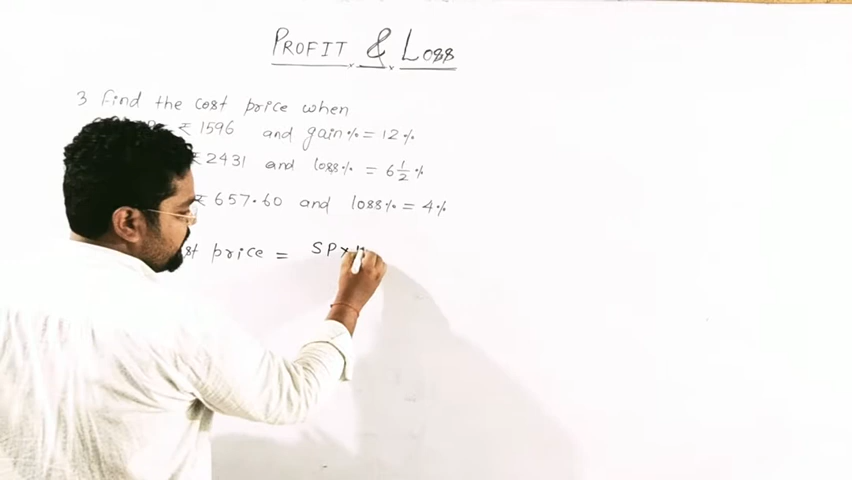 PROFIT & LOSS
3 Find the cost price when
₹ 1596 and gain % = 12 %
₹ 2431 and loss % = 6 1/2 %
₹ 657.60 and loss % = 4 %
price = SP ×